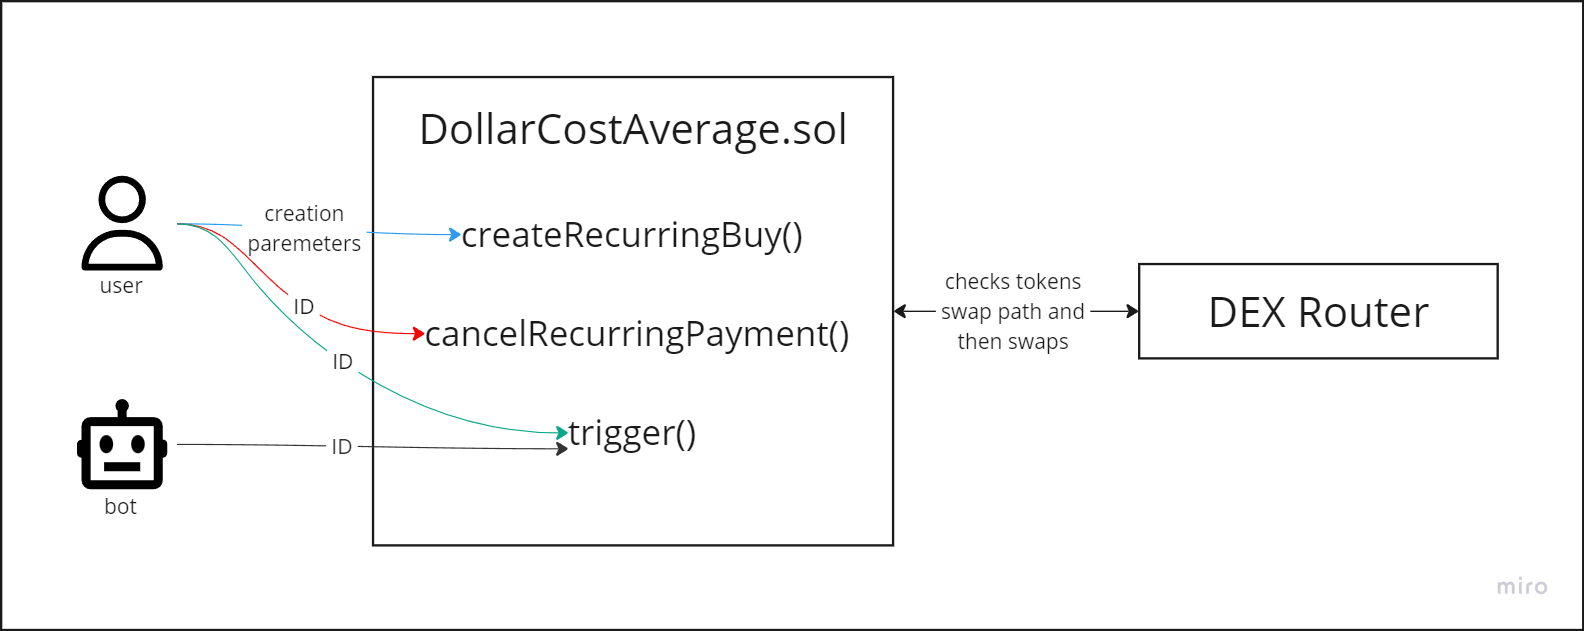 DollarCostAverage.sol
creation
paremeters
createRecurringBuy()
user
ID
cancelRecurringPayment()
ID
trigger()
ID
bot
checks tokens
swap path and
then swaps
DEX Router
miro